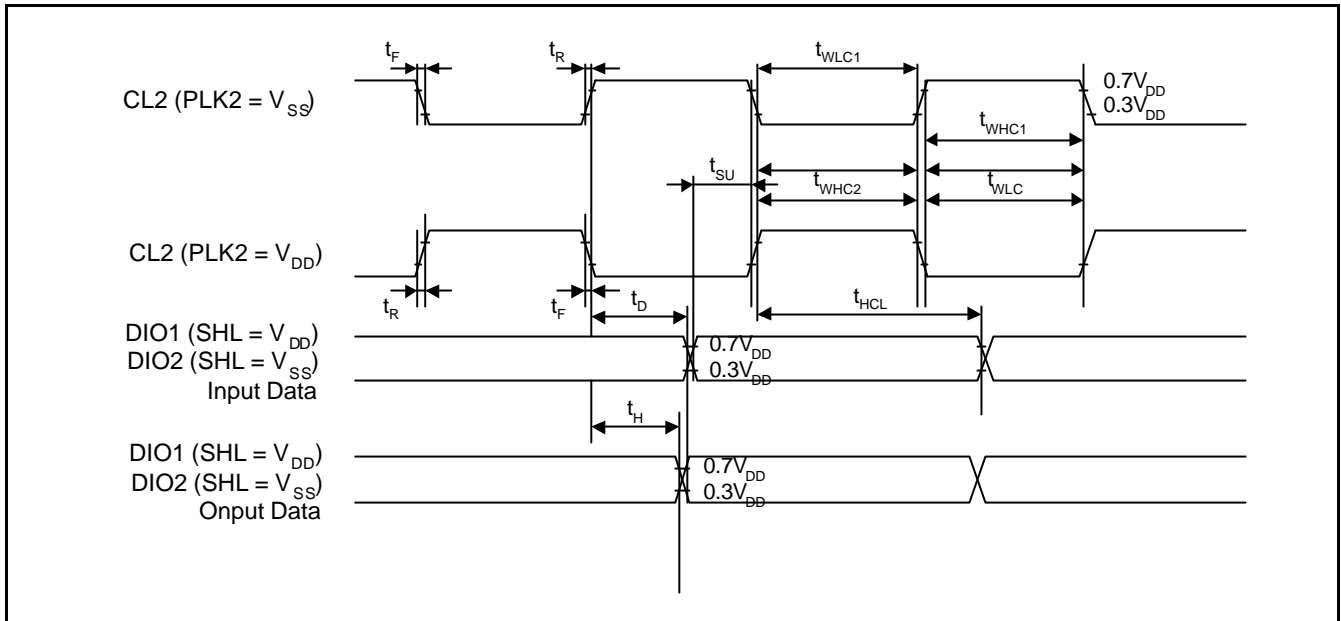 tF
tR
tWLC1
CL2 (PLK2 = VSS)
0.7VDD
0.3VDD
tWHC1
tSU
tWHC2
tWLC
CL2 (PLK2 = VDD)
tR
tF
tD
tHCL
DIO1 (SHL = VDD)
DIO2 (SHL = VSS)
Input Data
0.7VDD
0.3VDD
tH
DIO1 (SHL = VDD)
DIO2 (SHL = VSS)
Onput Data
0.7VDD
0.3VDD